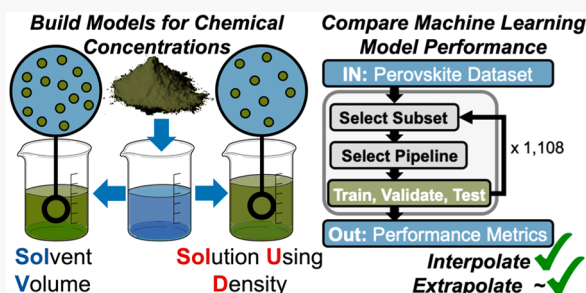 Build Models for Chemical
Concentrations
Solvent
Volume
Solution Using
Density
Compare Machine Learning
Model Performance
IN: Perovskite Dataset
Select Subset
Select Pipeline
Train, Validate, Test
x 1,108
Out: Performance Metrics
Interpolate
Extrapolate ~